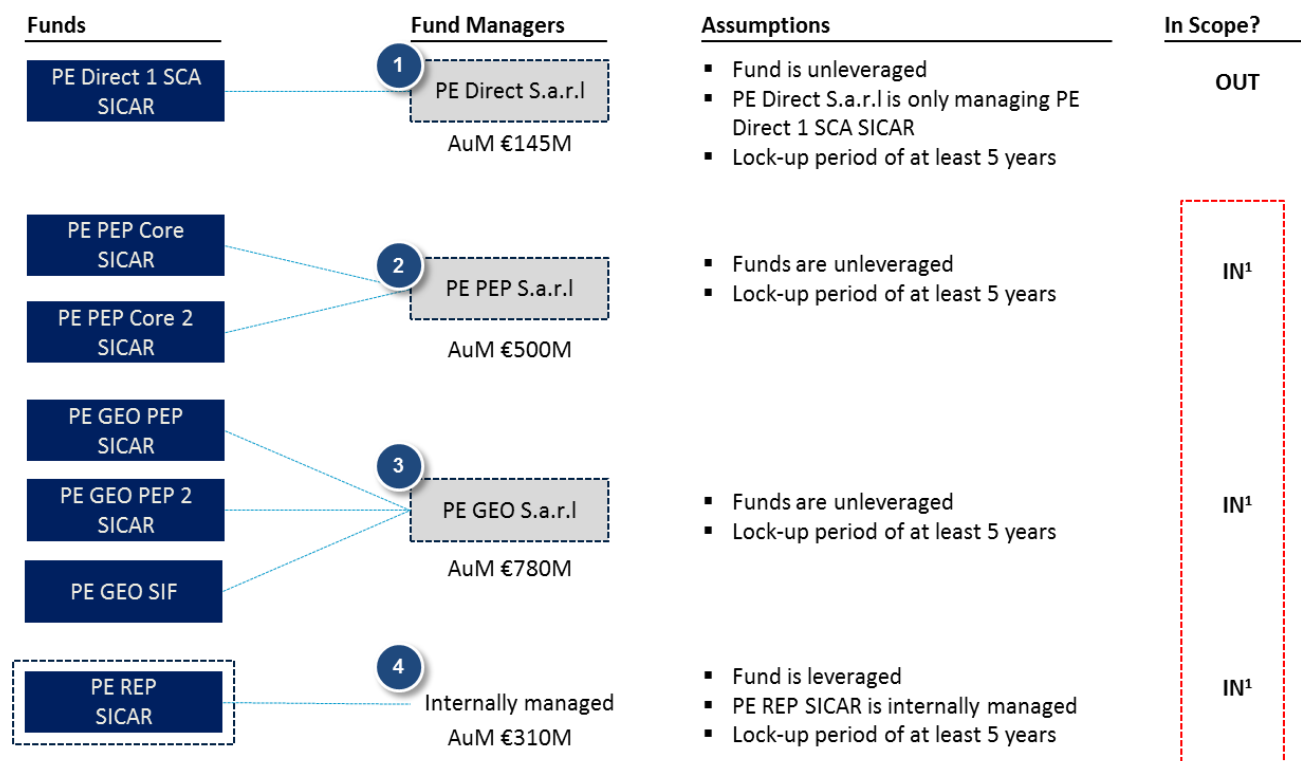 Funds
Fund Managers
Assumptions
In Scope?
PE Direct 1 SCA
SICAR
1
PE Direct S.a.r.l
AuM €145M
▪ Fund is unleveraged
▪ PE Direct S.a.r.l is only managing PE
Direct 1 SCA SICAR
▪ Lock-up period of at least 5 years
OUT
PE PEP Core
SICAR
PE PEP Core 2
SICAR
2
PE PEP S.a.r.l
AuM €500M
▪ Funds are unleveraged
▪ Lock-up period of at least 5 years
IN¹
PE GEO PEP
SICAR
PE GEO PEP 2
SICAR
PE GEO SIF
3
PE GEO S.a.r.l
AuM €780M
▪ Funds are unleveraged
▪ Lock-up period of at least 5 years
IN¹
PE REP
SICAR
4
Internally managed
AuM €310M
▪ Fund is leveraged
▪ PE REP SICAR is internally managed
▪ Lock-up period of at least 5 years
IN¹